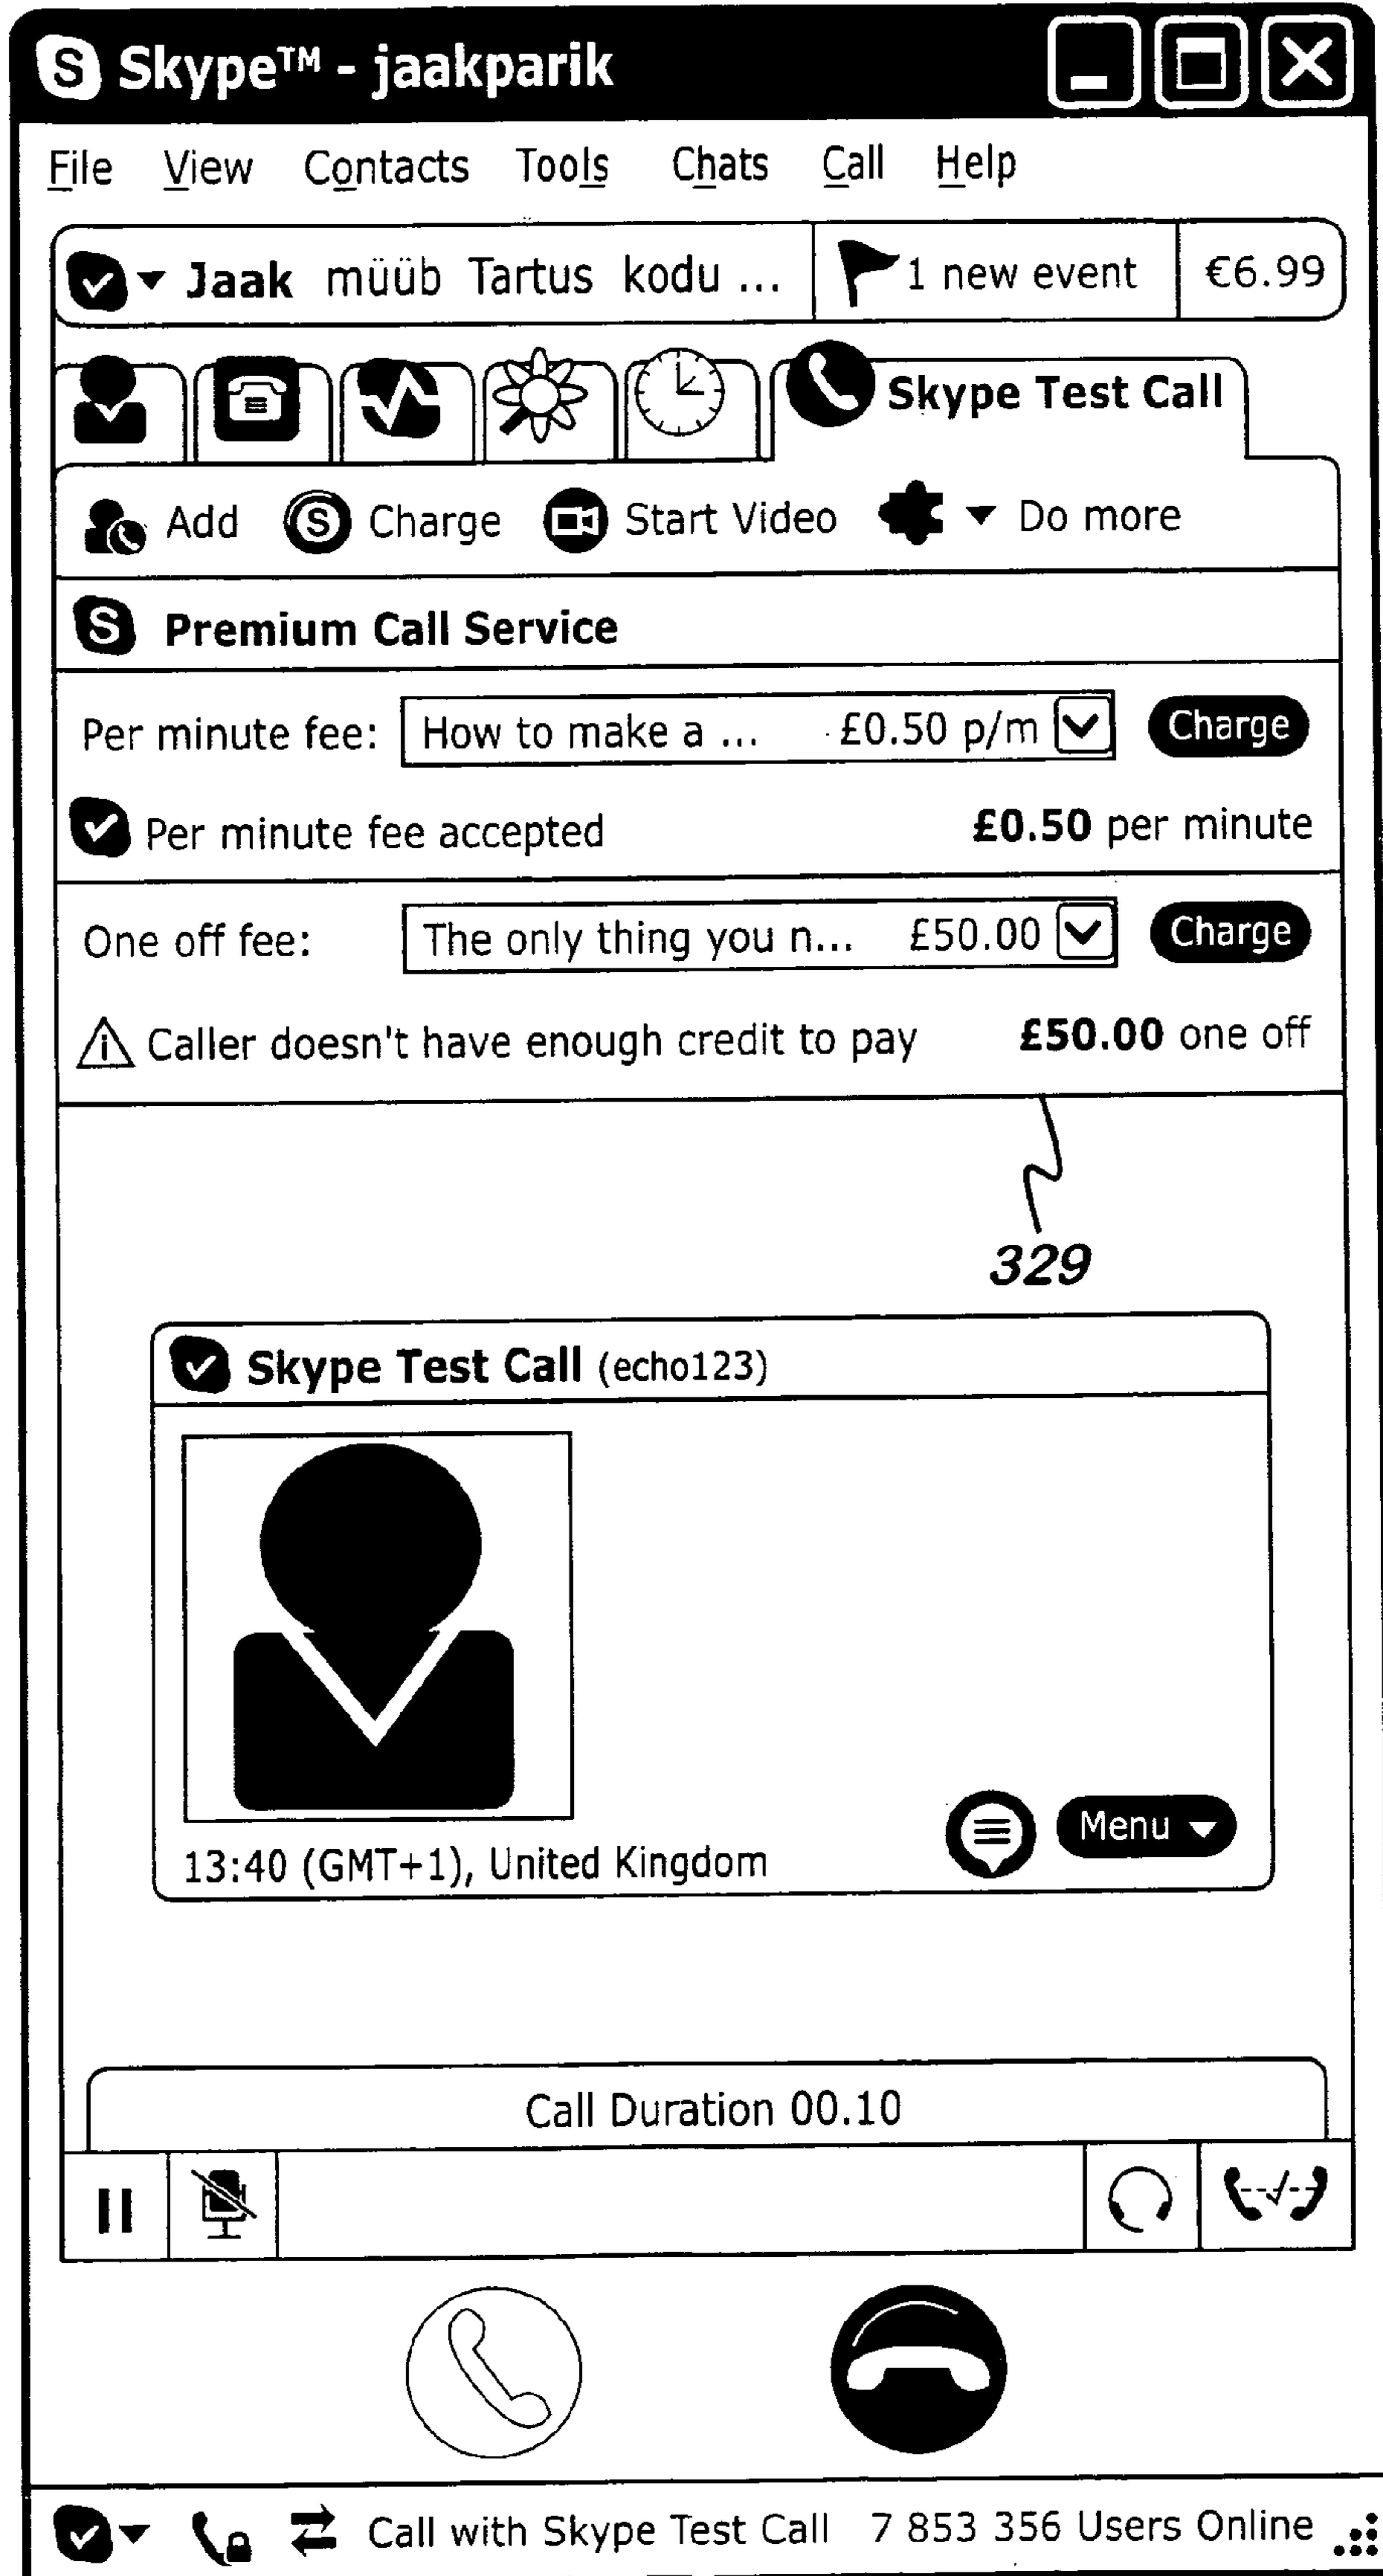 Skype™ - jaakparik
File View Contacts Tools Chats Call Help
Jaak müüb Tartus kodu ... 1 new event €6.99
Skype Test Call
Add S Charge Start Video Do more
S Premium Call Service
Per minute fee: How to make a ... £0.50 p/m Charge
Per minute fee accepted £0.50 per minute
One off fee: The only thing you n... £50.00 Charge
Caller doesn't have enough credit to pay £50.00 one off
329
Skype Test Call (echo123)
13:40 (GMT+1), United Kingdom Menu
Call Duration 00.10
Call with Skype Test Call 7 853 356 Users Online